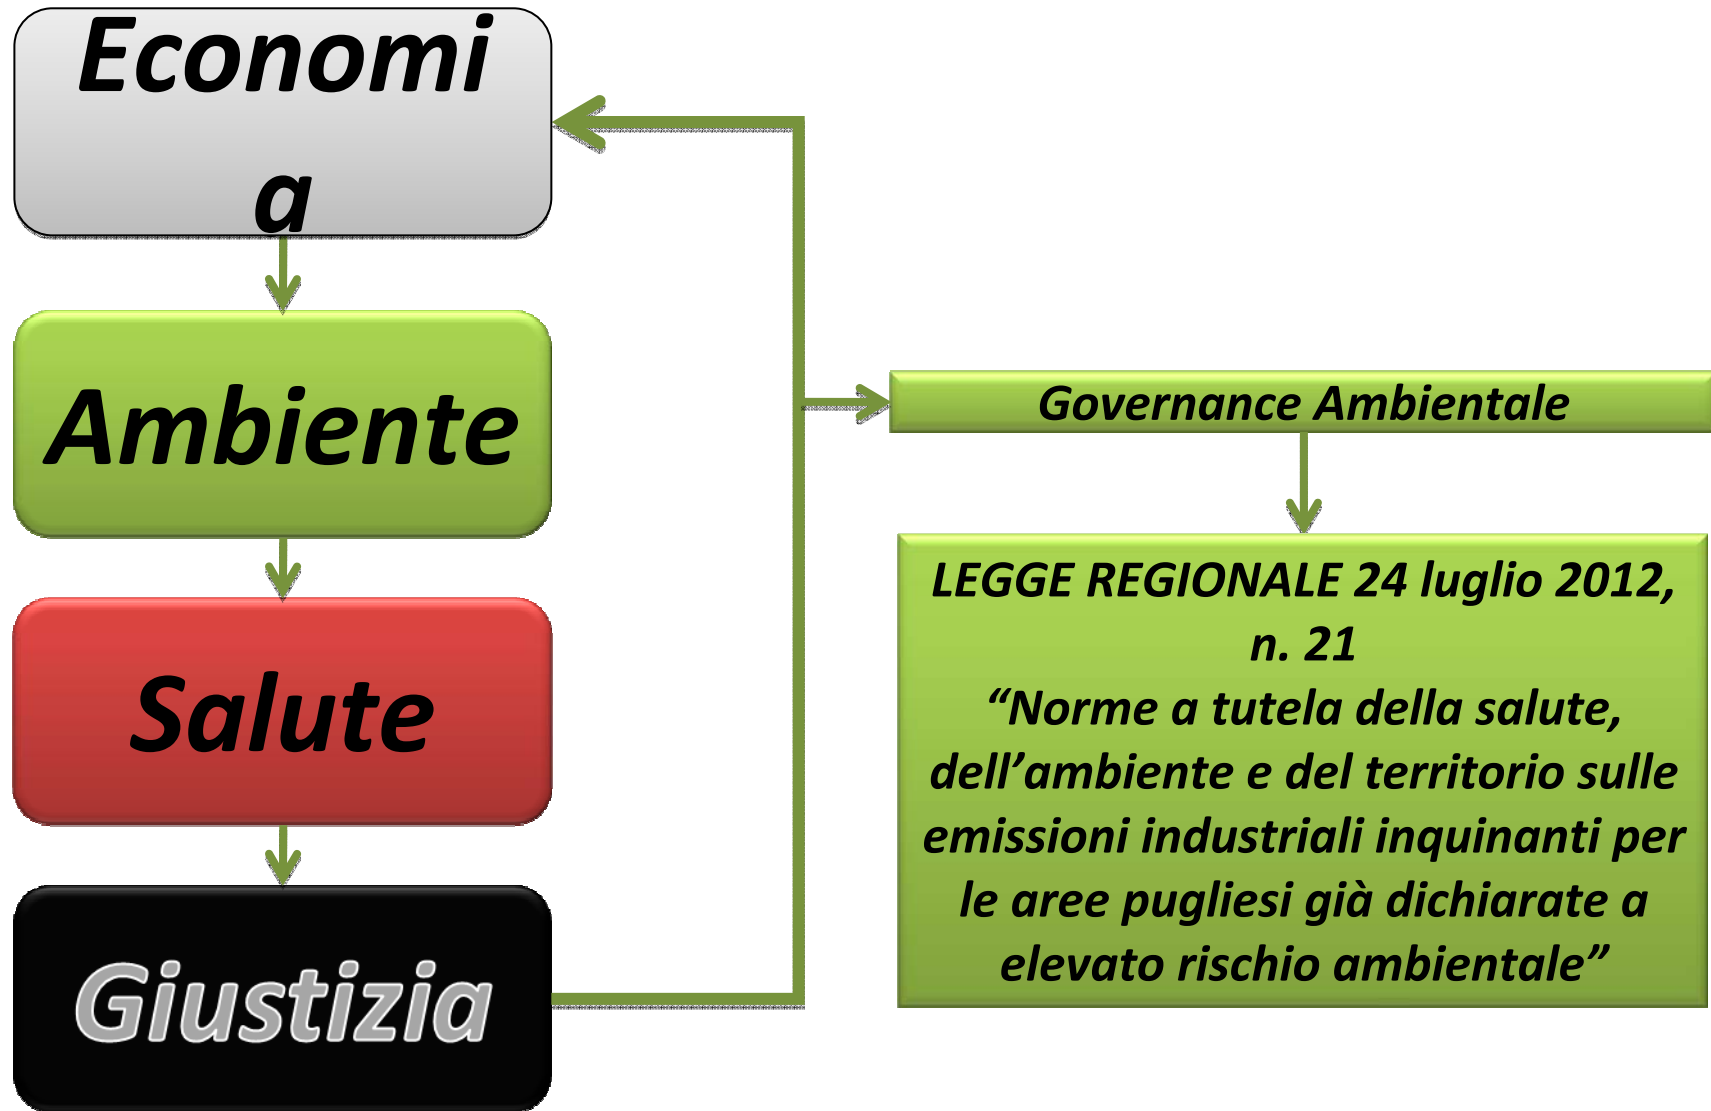 Economi
a
Ambiente
Salute
Giustizia
Governance Ambientale
LEGGE REGIONALE 24 luglio 2012,
n. 21
“Norme a tutela della salute,
dell’ambiente e del territorio sulle
emissioni industriali inquinanti per
le aree pugliesi già dichiarate a
elevato rischio ambientale”